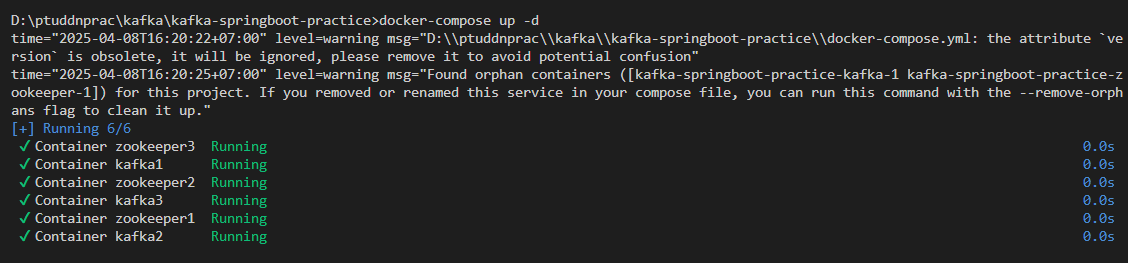 D:\ptuddnprac\kafka\kafka-springboot-practice>docker-compose up -d
time="2025-04-08T16:20:22+07:00" level=warning msg="D:\\ptuddnprac\\kafka\\kafka-springboot-practice\\docker-compose.yml: the attribute `ve
rsion` is obsolete, it will be ignored, please remove it to avoid potential confusion"
time="2025-04-08T16:20:25+07:00" level=warning msg="Found orphan containers ([kafka-springboot-practice-kafka-1 kafka-springboot-practice-z
ookeeper-1]) for this project. If you removed or renamed this service in your compose file, you can run this command with the --remove-orph
ans flag to clean it up."
[+] Running 6/6
✓ Container zookeeper3  Running 0.0s
✓ Container kafka1      Running 0.0s
✓ Container zookeeper2  Running 0.0s
✓ Container kafka3      Running 0.0s
✓ Container zookeeper1  Running 0.0s
✓ Container kafka2      Running 0.0s